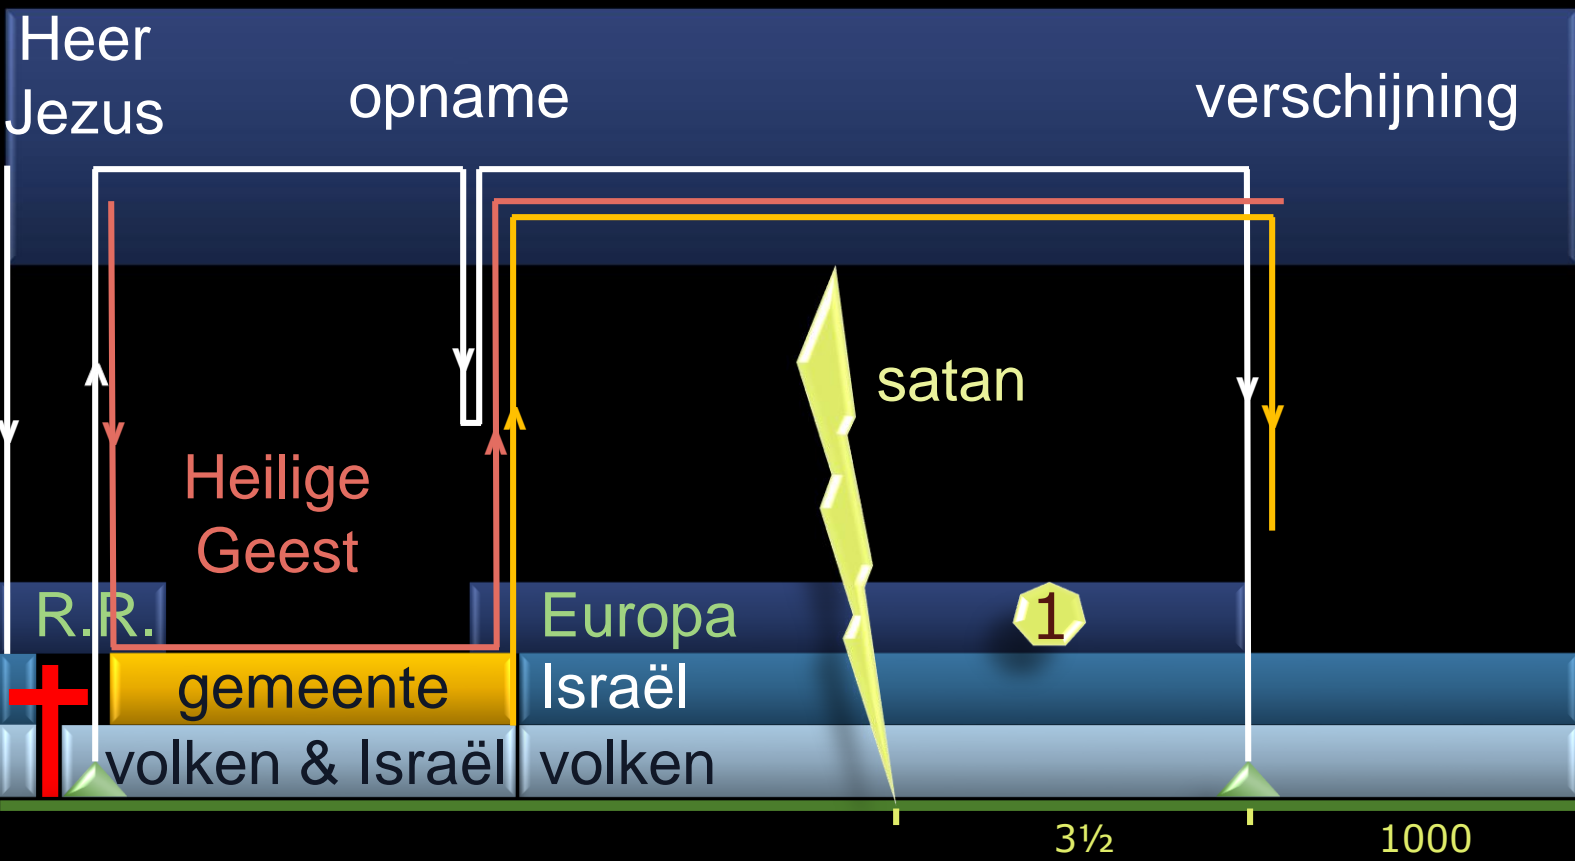 Heer
Jezus
opname
verschijning
satan
Heilige
Geest
R.R.
Europa
1
gemeente
Israël
volken & Israël
volken
3½
1000